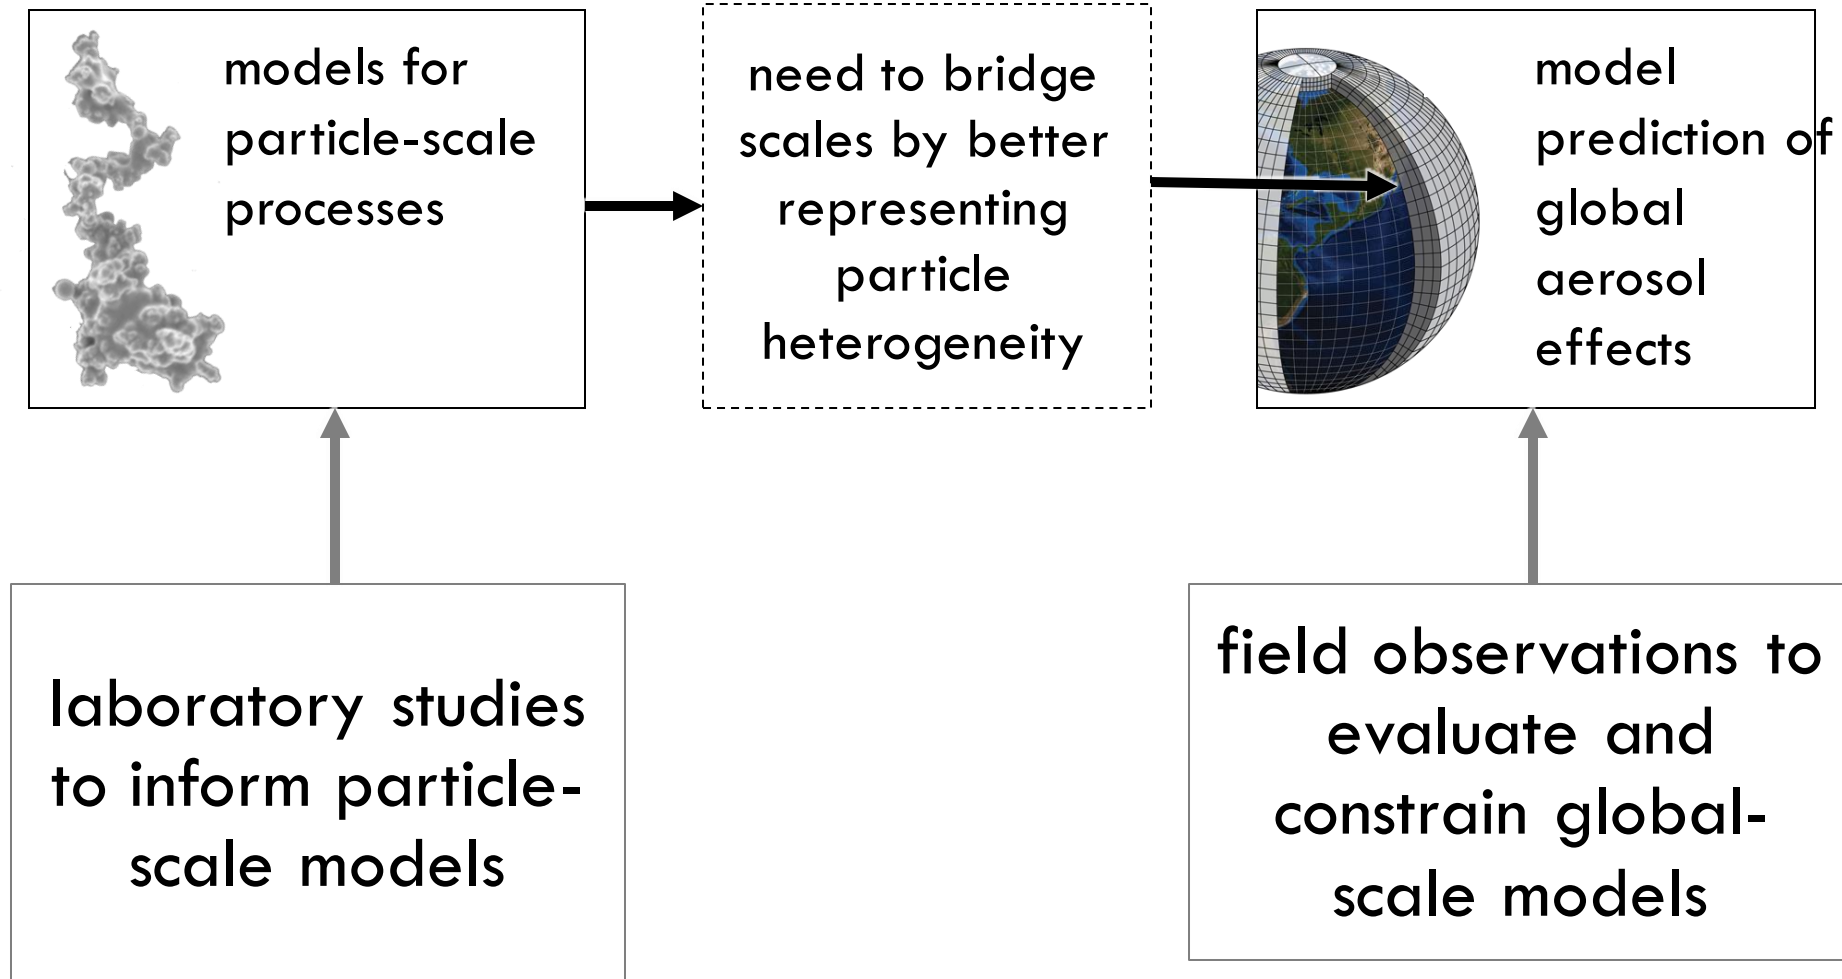 models for
particle-scale
processes
need to bridge
scales by better
representing
particle
heterogeneity
model
prediction of
global
aerosol
effects
laboratory studies
to inform particle-
scale models
field observations to
evaluate and
constrain global-
scale models